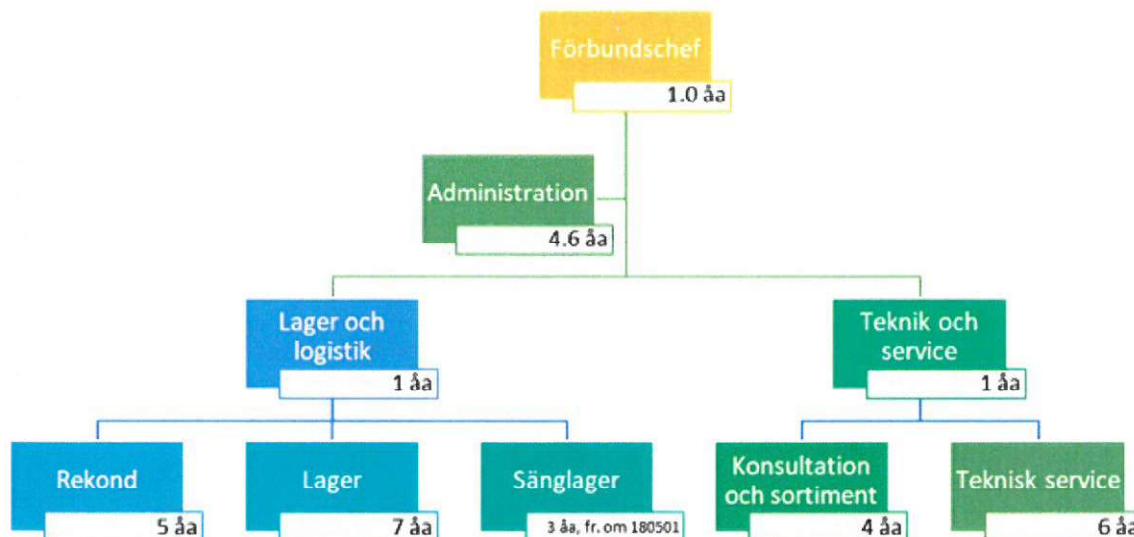 Förbundschef
1.0 åa
Administration
4.6 åa
Lager och
logistik
1 åa
Teknik och
service
1 åa
Rekond
5 åa
Lager
7 åa
Sänglager
3 åa, fr. om 180501
Konsultation
och sortiment
4 åa
Teknisk service
6 åa